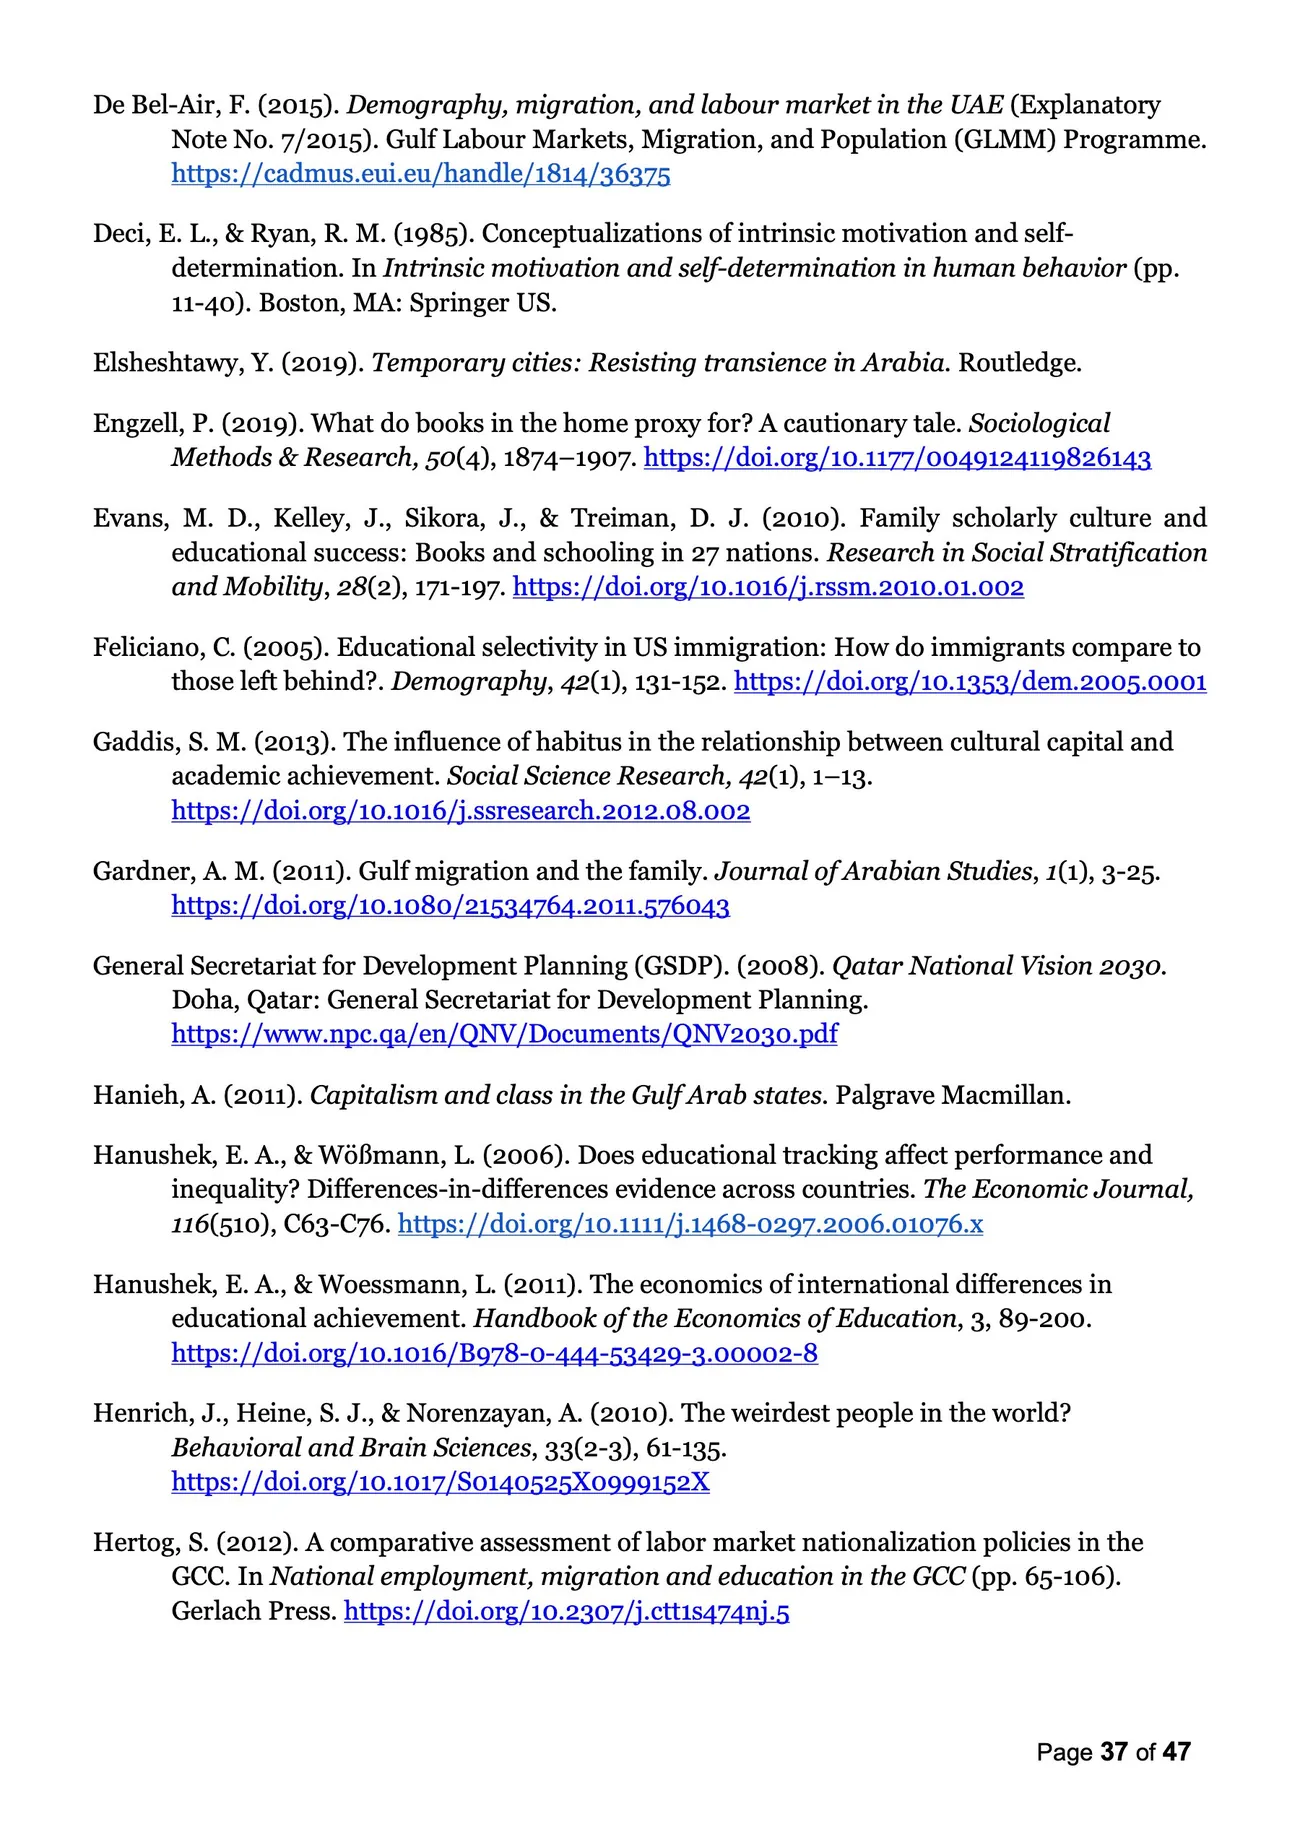 De Bel-Air, F. (2015). Demography, migration, and labour market in the UAE (Explanatory
Note No. 7/2015). Gulf Labour Markets, Migration, and Population (GLMM) Programme.
https://cadmus.eui.eu/handle/1814/36375
Deci, E. L., & Ryan, R. M. (1985). Conceptualizations of intrinsic motivation and self-
determination. In Intrinsic motivation and self-determination in human behavior (pp.
11-40). Boston, MA: Springer US.
Elsheshtawy, Y. (2019). Temporary cities: Resisting transience in Arabia. Routledge.
Engzell, P. (2019). What do books in the home proxy for? A cautionary tale. Sociological
Methods & Research, 50(4), 1874–1907. https://doi.org/10.1177/0049124119826143
Evans, M. D., Kelley, J., Sikora, J., & Treiman, D. J. (2010). Family scholarly culture and
educational success: Books and schooling in 27 nations. Research in Social Stratification
and Mobility, 28(2), 171-197. https://doi.org/10.1016/j.rssm.2010.01.002
Feliciano, C. (2005). Educational selectivity in US immigration: How do immigrants compare to
those left behind?. Demography, 42(1), 131-152. https://doi.org/10.1353/dem.2005.0001
Gaddis, S. M. (2013). The influence of habitus in the relationship between cultural capital and
academic achievement. Social Science Research, 42(1), 1–13.
https://doi.org/10.1016/j.ssresearch.2012.08.002
Gardner, A. M. (2011). Gulf migration and the family. Journal of Arabian Studies, 1(1), 3-25.
https://doi.org/10.1080/21534764.2011.576043
General Secretariat for Development Planning (GSDP). (2008). Qatar National Vision 2030.
Doha, Qatar: General Secretariat for Development Planning.
https://www.npc.qa/en/QNV/Documents/QNV2030.pdf
Hanieh, A. (2011). Capitalism and class in the Gulf Arab states. Palgrave Macmillan.
Hanushek, E. A., & Wößmann, L. (2006). Does educational tracking affect performance and
inequality? Differences-in-differences evidence across countries. The Economic Journal,
116(510), C63-C76. https://doi.org/10.1111/j.1468-0297.2006.01076.x
Hanushek, E. A., & Woessmann, L. (2011). The economics of international differences in
educational achievement. Handbook of the Economics of Education, 3, 89-200.
https://doi.org/10.1016/B978-0-444-53429-3.00002-8
Henrich, J., Heine, S. J., & Norenzayan, A. (2010). The weirdest people in the world?
Behavioral and Brain Sciences, 33(2-3), 61-135.
https://doi.org/10.1017/S0140525X0999152X
Hertog, S. (2012). A comparative assessment of labor market nationalization policies in the
GCC. In National employment, migration and education in the GCC (pp. 65-106).
Gerlach Press. https://doi.org/10.2307/j.ctt1s474nj.5
Page 37 of 47